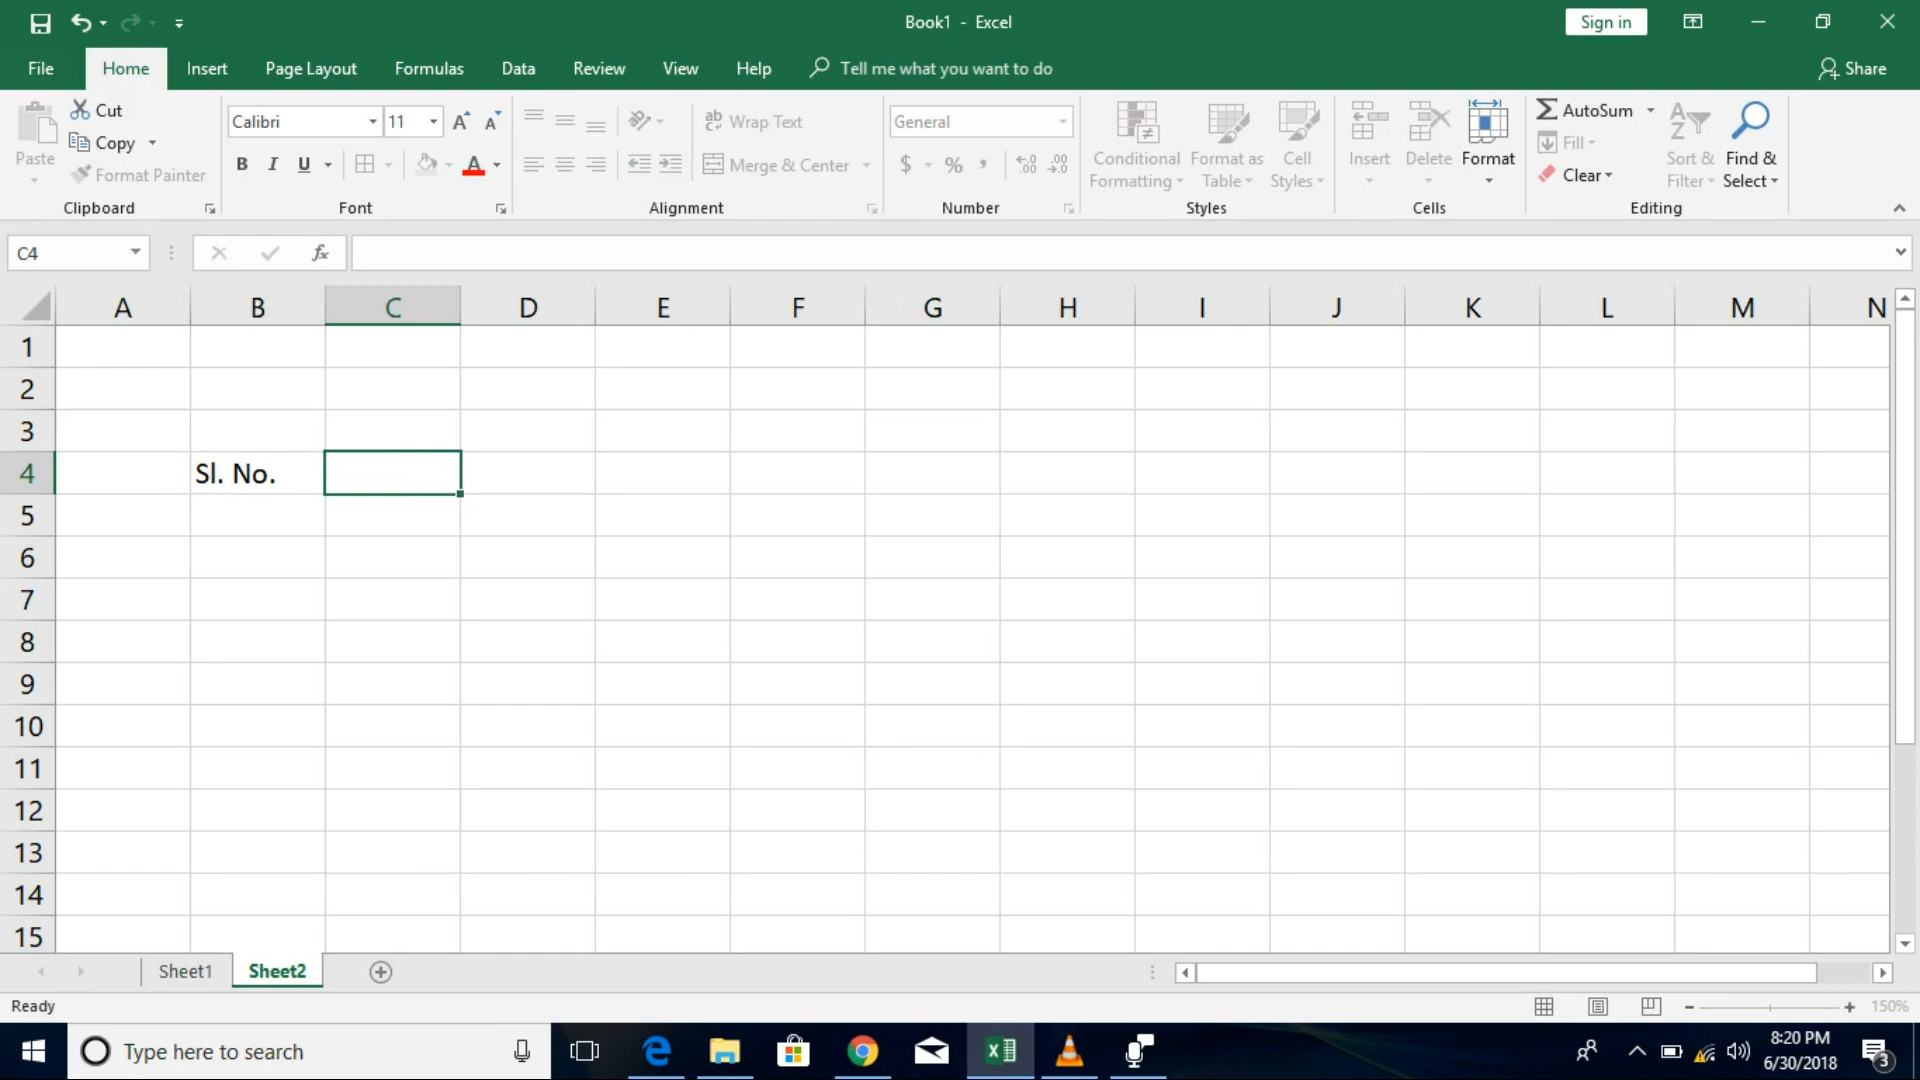 Book1 - Excel
Sign in
File Home Insert Page Layout Formulas Data Review View Help Tell me what you want to do Share
Paste
Cut
Copy
Format Painter
Clipboard
Calibri 11
B I U A
Font
Wrap Text
Merge & Center
Alignment
General
$ % ,
Number
Conditional Formatting
Format as Table
Cell Styles
Styles
Insert Delete Format
Cells
AutoSum
Fill
Clear
Sort & Filter
Find & Select
Editing
C4 fx
A B C D E F G H I J K L M N
1
2
3
4 Sl. No.
5
6
7
8
9
10
11
12
13
14
15
Sheet1 Sheet2
Ready 150%
Type here to search
8:20 PM
6/30/2018
3